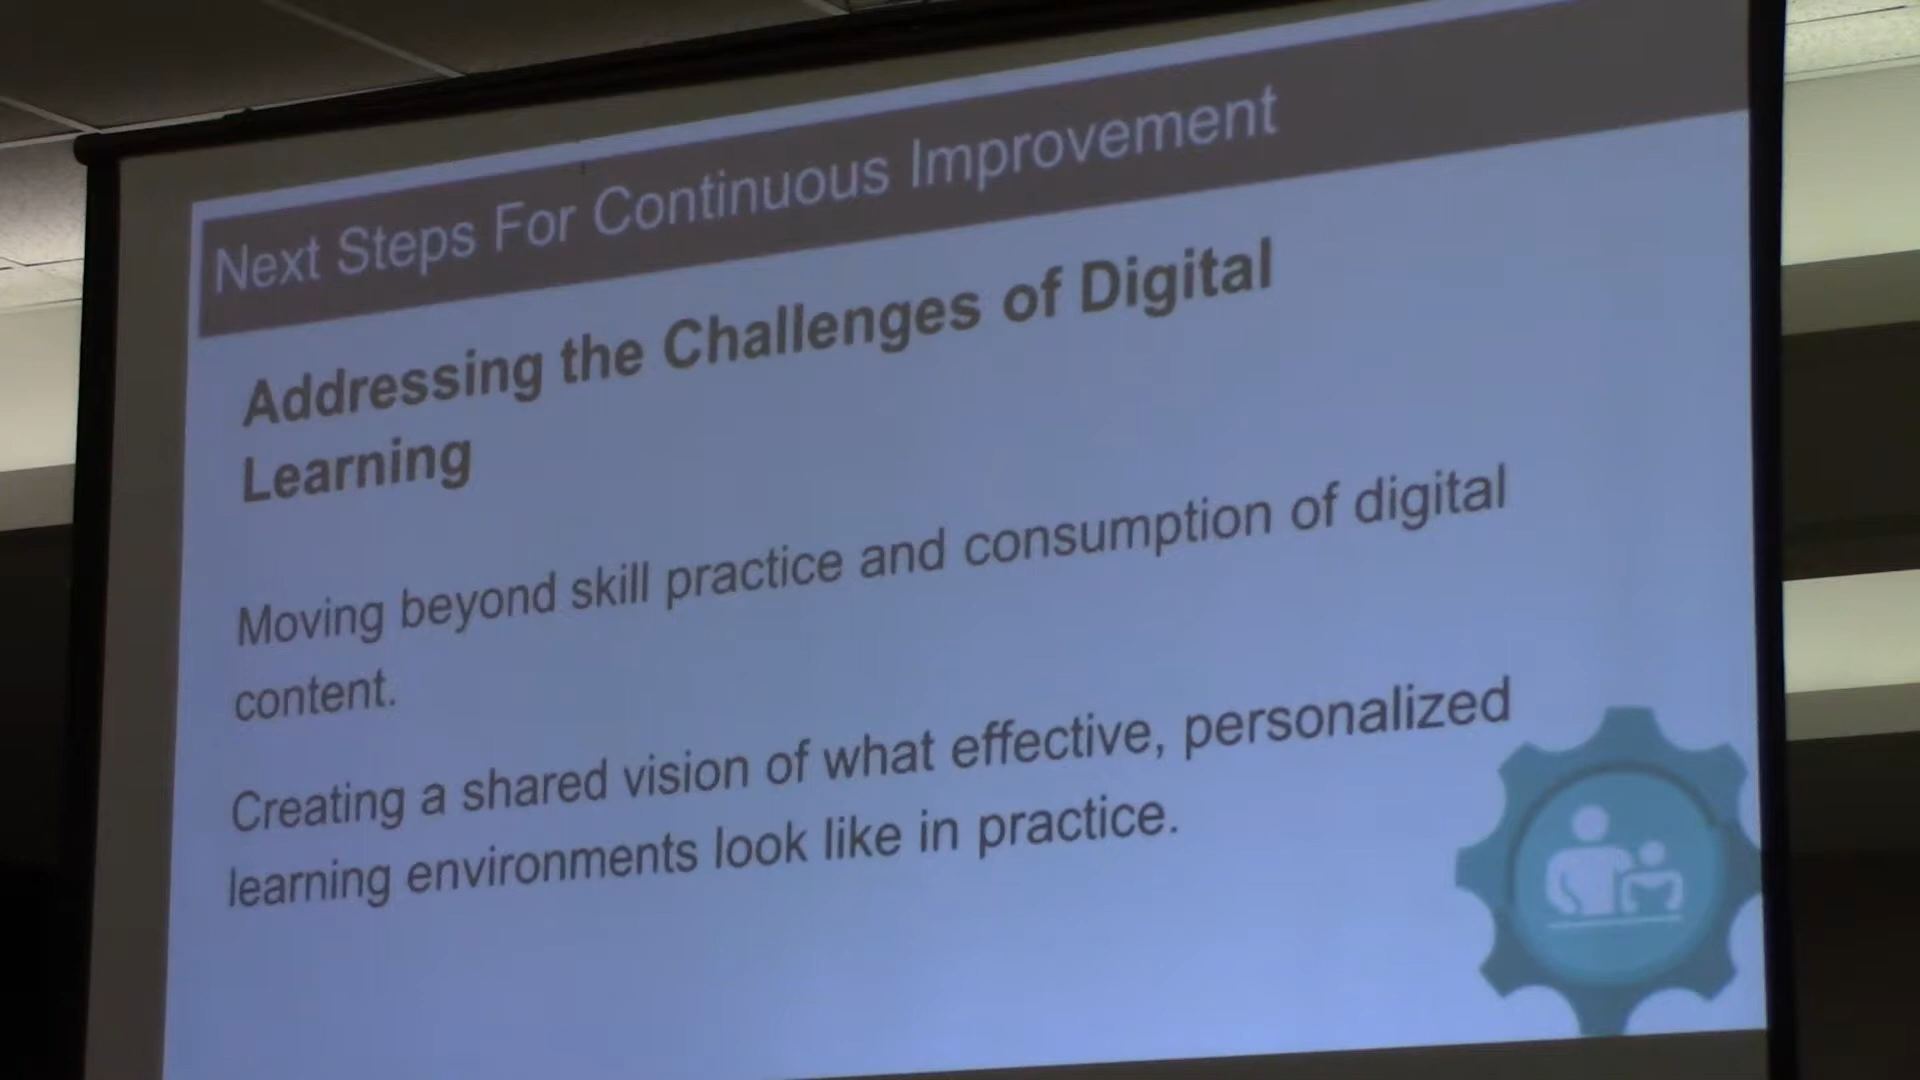 Next Steps For Continuous Improvement
Addressing the Challenges of Digital
Learning
Moving beyond skill practice and consumption of digital
content.
Creating a shared vision of what effective, personalized
learning environments look like in practice.